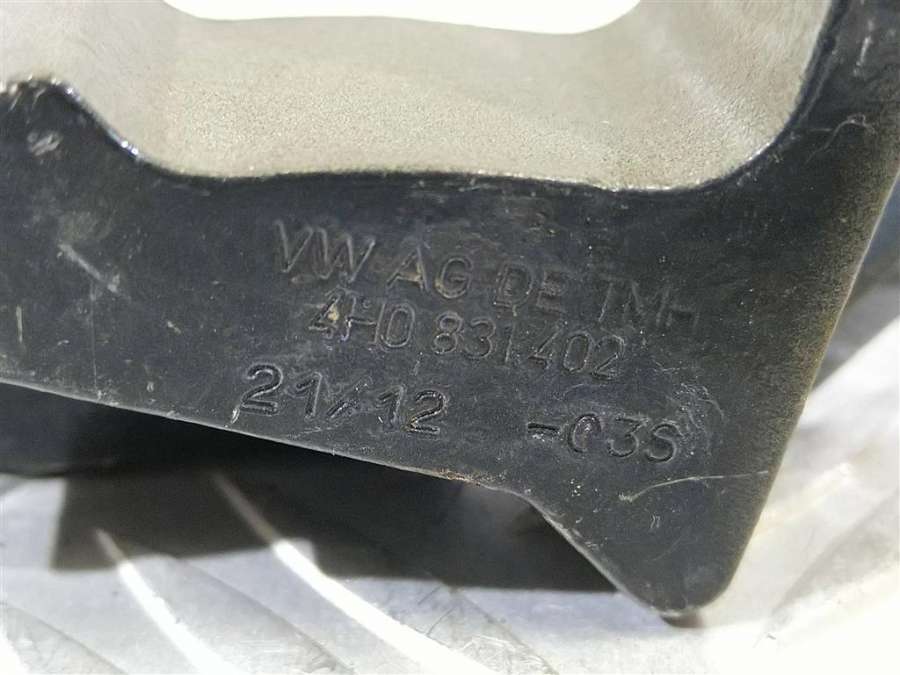 VW AG DE TMH
4H0 831 402
21/12 -03S